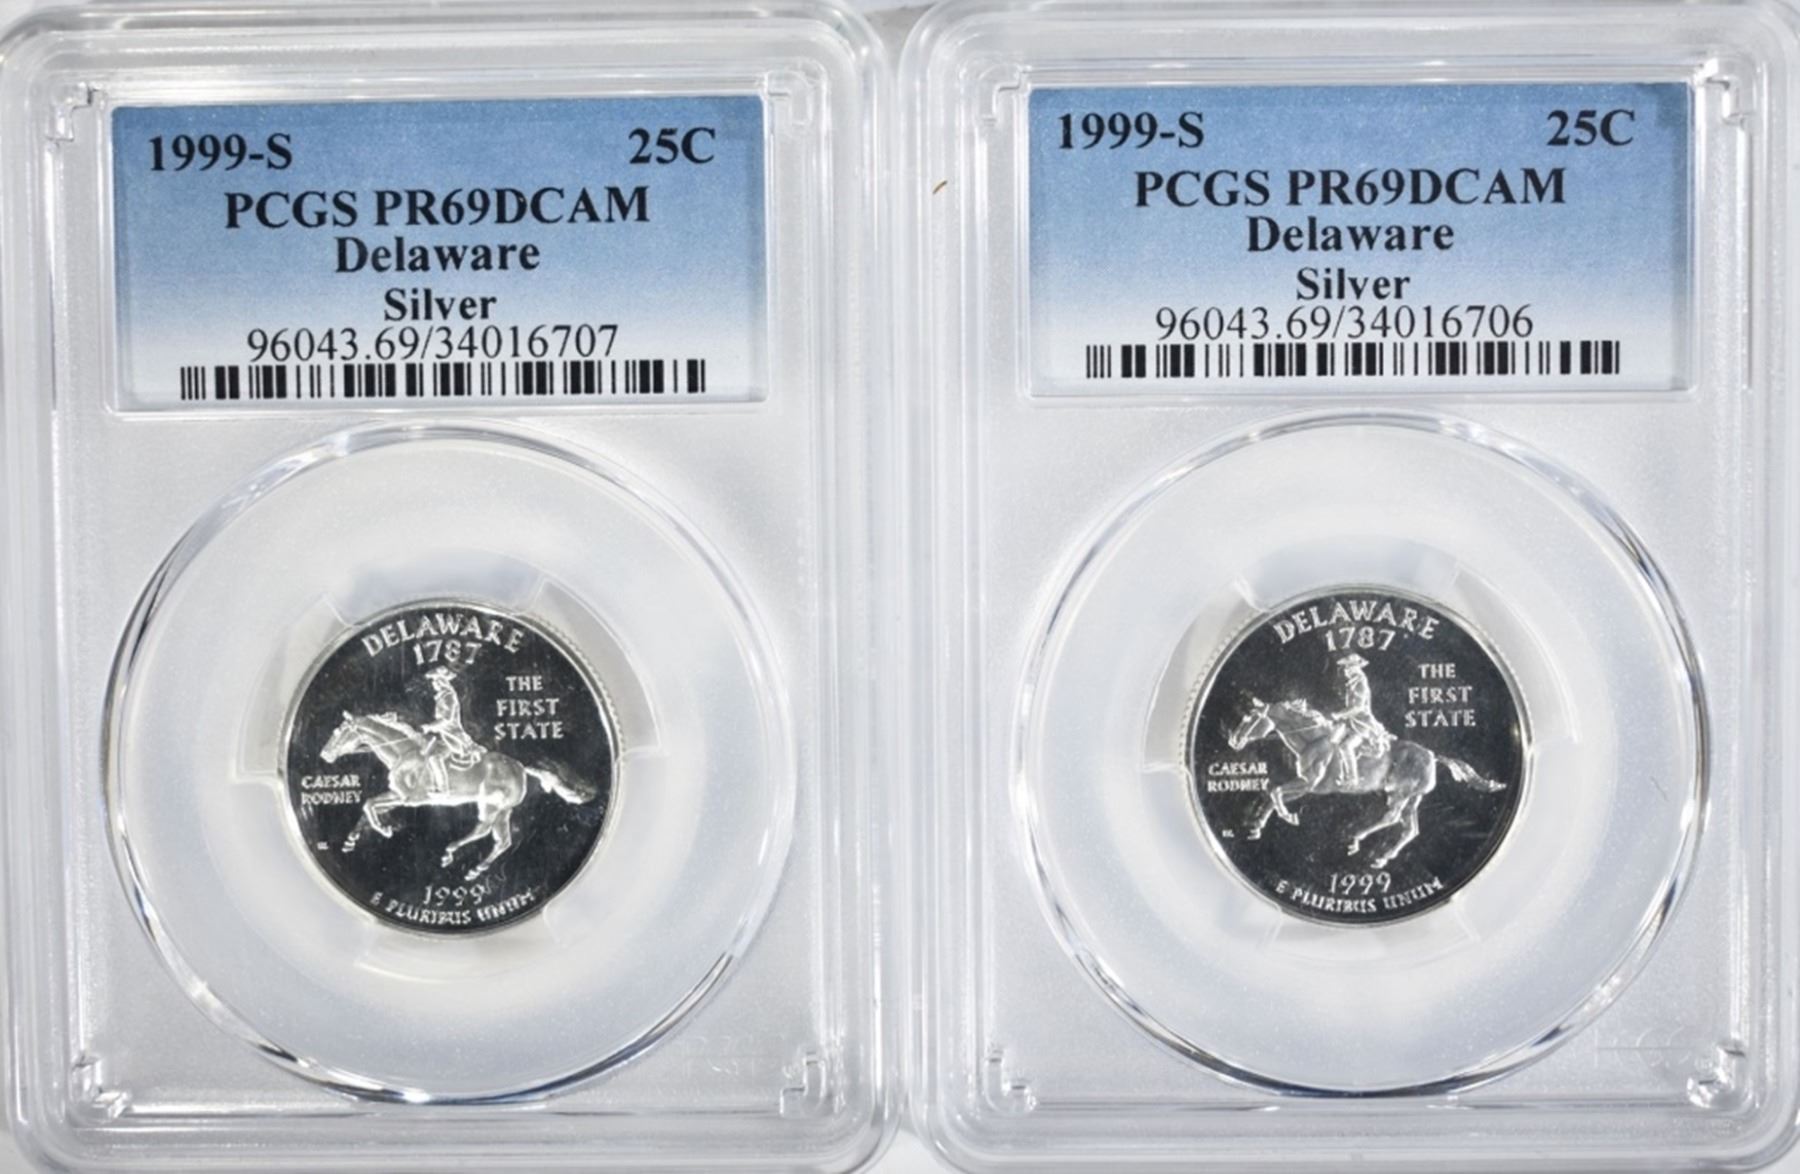 1999-S 25C
PCGS PR69DCAM
Delaware
Silver
96043.69/34016707
DELAWARE
1787
THE
FIRST
STATE
CAESAR
RODNEY
1999
E PLURIBUS UNUM
1999-S 25C
PCGS PR69DCAM
Delaware
Silver
96043.69/34016706
DELAWARE
1787
THE
FIRST
STATE
CAESAR
RODNEY
1999
E PLURIBUS UNUM